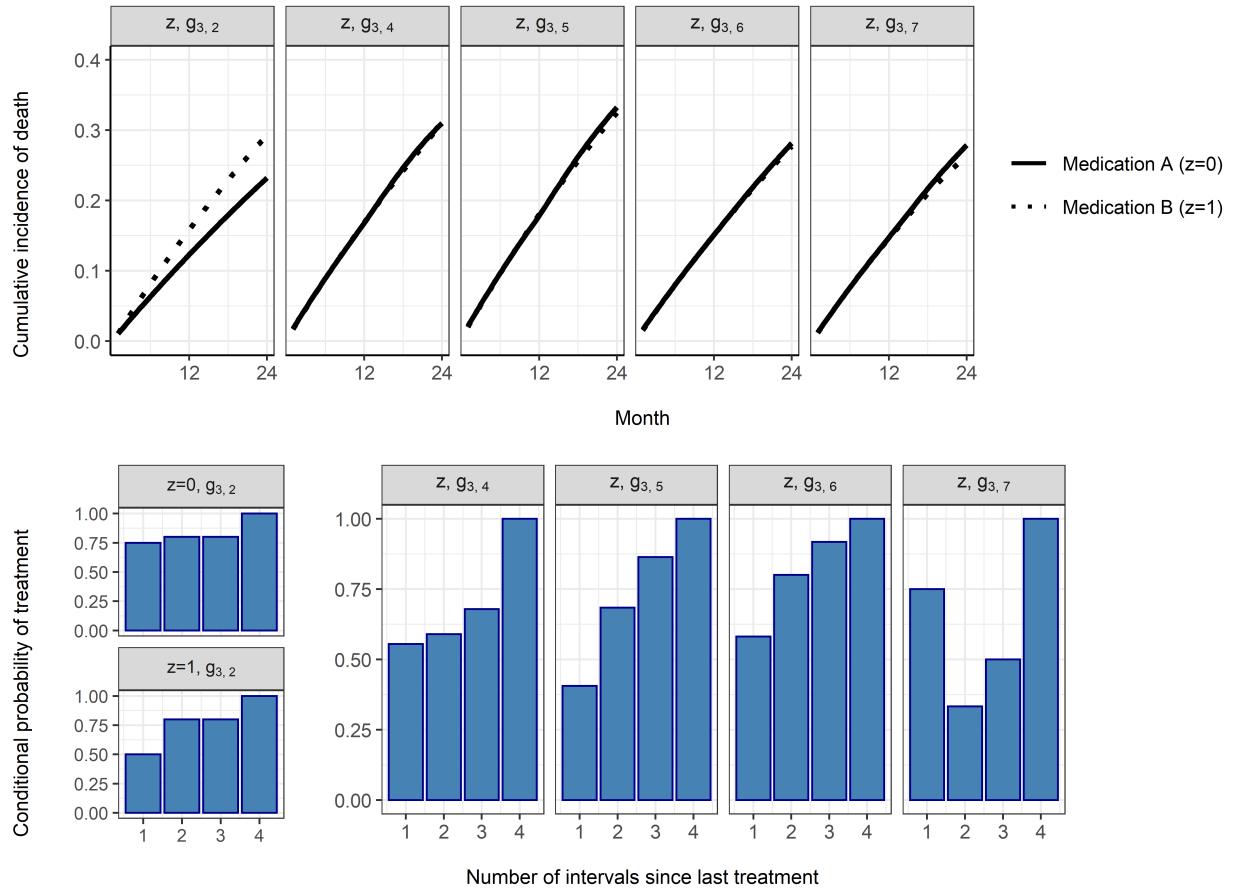 z, g3, 2 z, g3, 4 z, g3, 5 z, g3, 6 z, g3, 7
Cumulative incidence of death
0.4
0.3
0.2
0.1
0.0
12 24 12 24 12 24 12 24 12 24
Month
Medication A (z=0)
Medication B (z=1)
Conditional probability of treatment
z=0, g3, 2
1.00
0.75
0.50
0.25
0.00
z=1, g3, 2
1.00
0.75
0.50
0.25
0.00
1 2 3 4
z, g3, 4 z, g3, 5 z, g3, 6 z, g3, 7
1.00
0.75
0.50
0.25
0.00
1 2 3 4 1 2 3 4 1 2 3 4 1 2 3 4
Number of intervals since last treatment